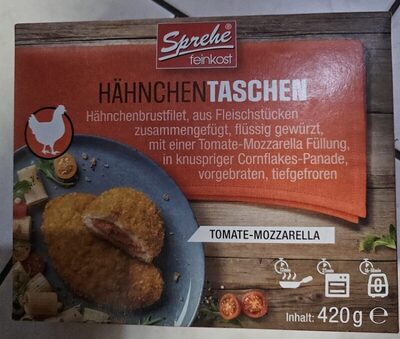 Sprehe®
feinkost
HÄHNCHENTASCHEN
Hähnchenbrustfilet, aus Fleischstücken
zusammengefügt, flüssig gewürzt,
mit einer Tomate-Mozzarella Füllung,
in knuspriger Cornflakes-Panade,
vorgebraten, tiefgefroren
TOMATE-MOZZARELLA
Inhalt: 420g e